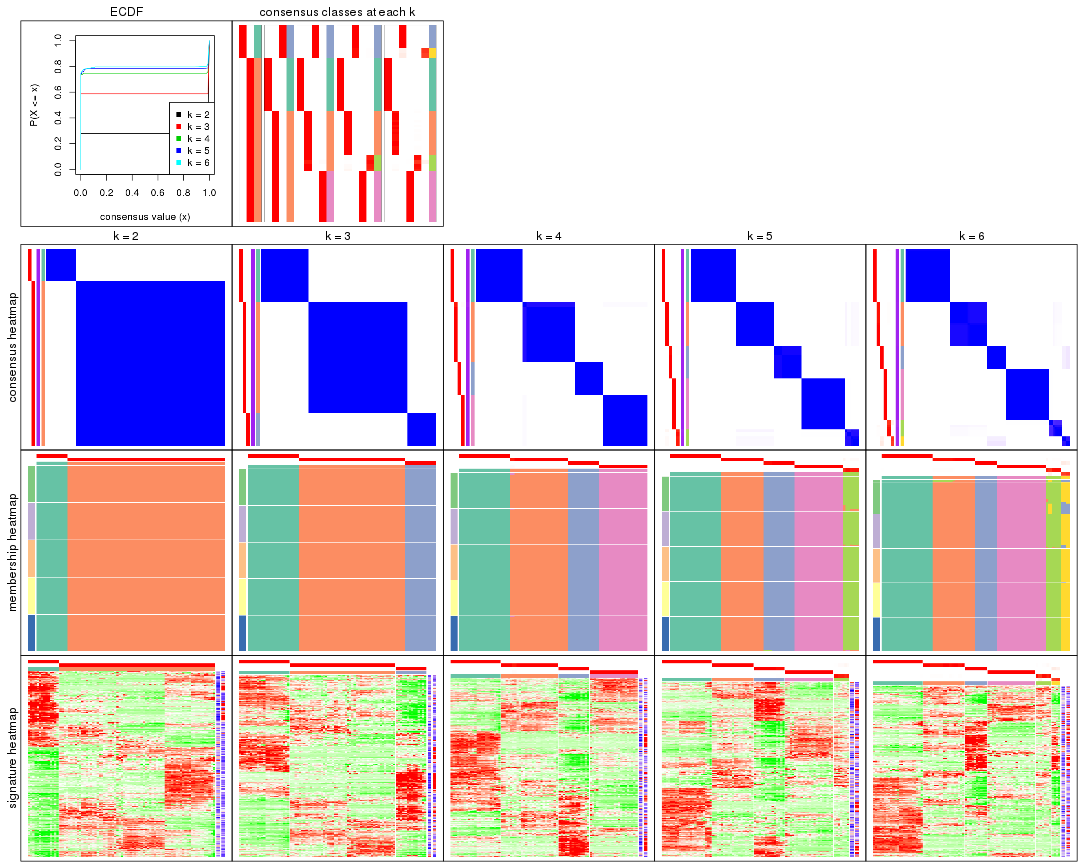 ECDF
consensus classes at each k
P(X <= x)
1.0
0.8
0.6
0.4
0.2
0.0
k = 2
k = 3
k = 4
k = 5
k = 6
0.0 0.2 0.4 0.6 0.8 1.0
consensus value (x)
k = 2
k = 3
k = 4
k = 5
k = 6
consensus heatmap
membership heatmap
signature heatmap